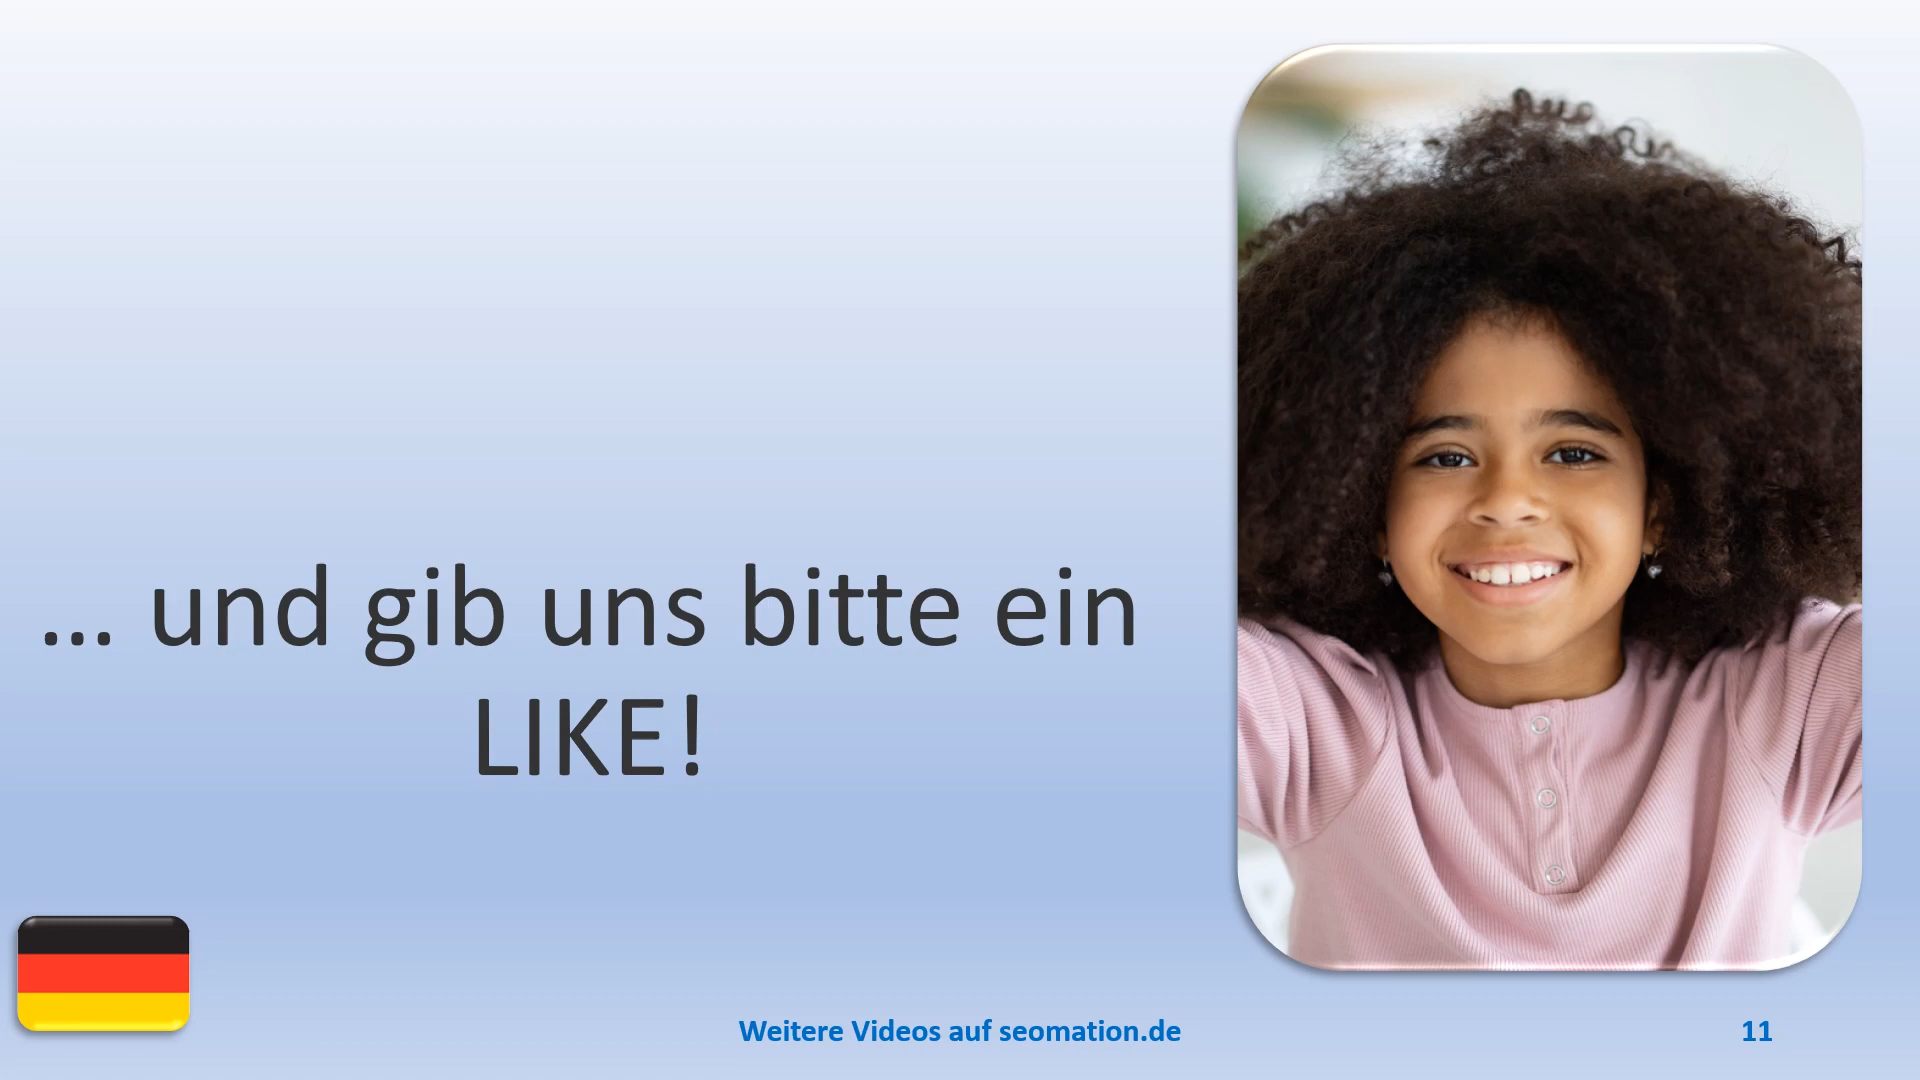 ... und gib uns bitte ein
LIKE!
Weitere Videos auf seomation.de
11